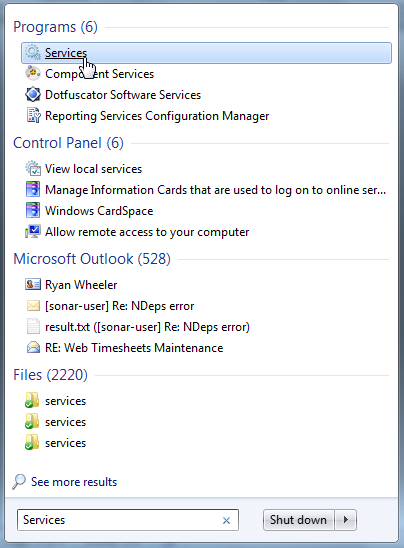 Programs (6)
Services
Component Services
Dotfuscator Software Services
Reporting Services Configuration Manager
Control Panel (6)
View local services
Manage Information Cards that are used to log on to online ser...
Windows CardSpace
Allow remote access to your computer
Microsoft Outlook (528)
Ryan Wheeler
[sonar-user] Re: NDeps error
result.txt ([sonar-user] Re: NDeps error)
RE: Web Timesheets Maintenance
Files (2220)
services
services
services
See more results
Services
Shut down